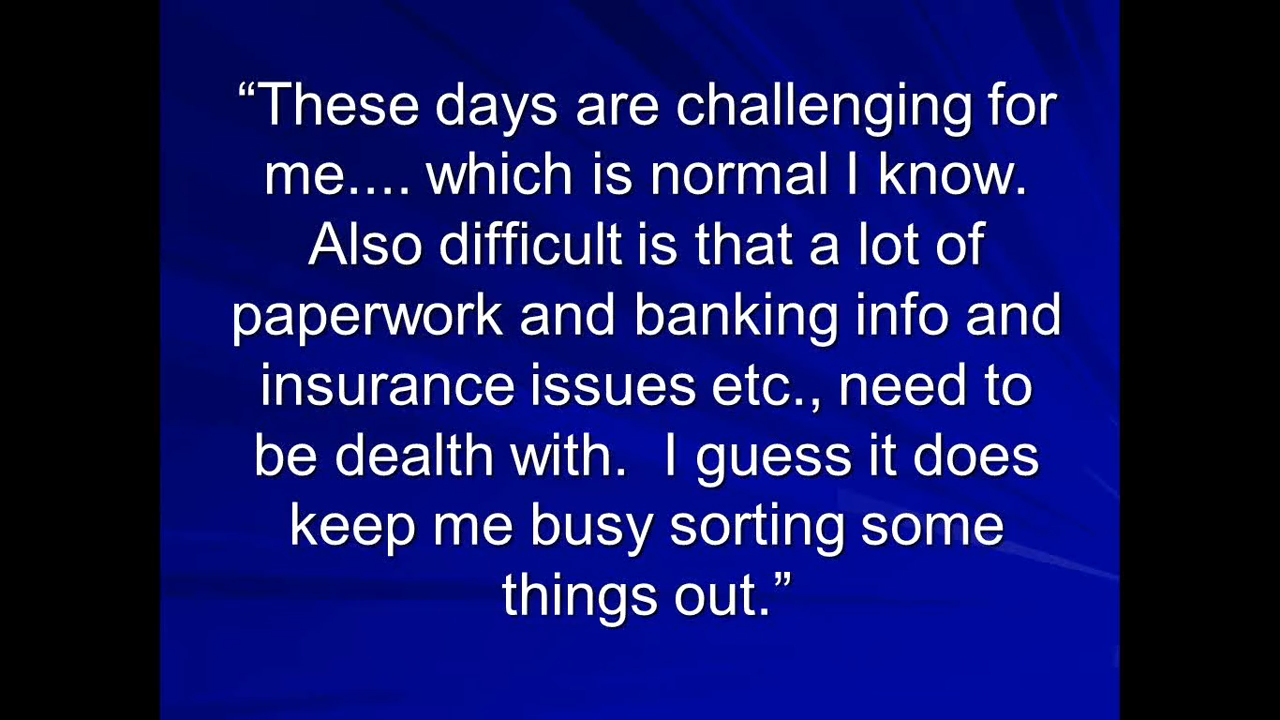 “These days are challenging for
me.... which is normal I know.
Also difficult is that a lot of
paperwork and banking info and
insurance issues etc., need to
be dealth with.  I guess it does
keep me busy sorting some
things out.”